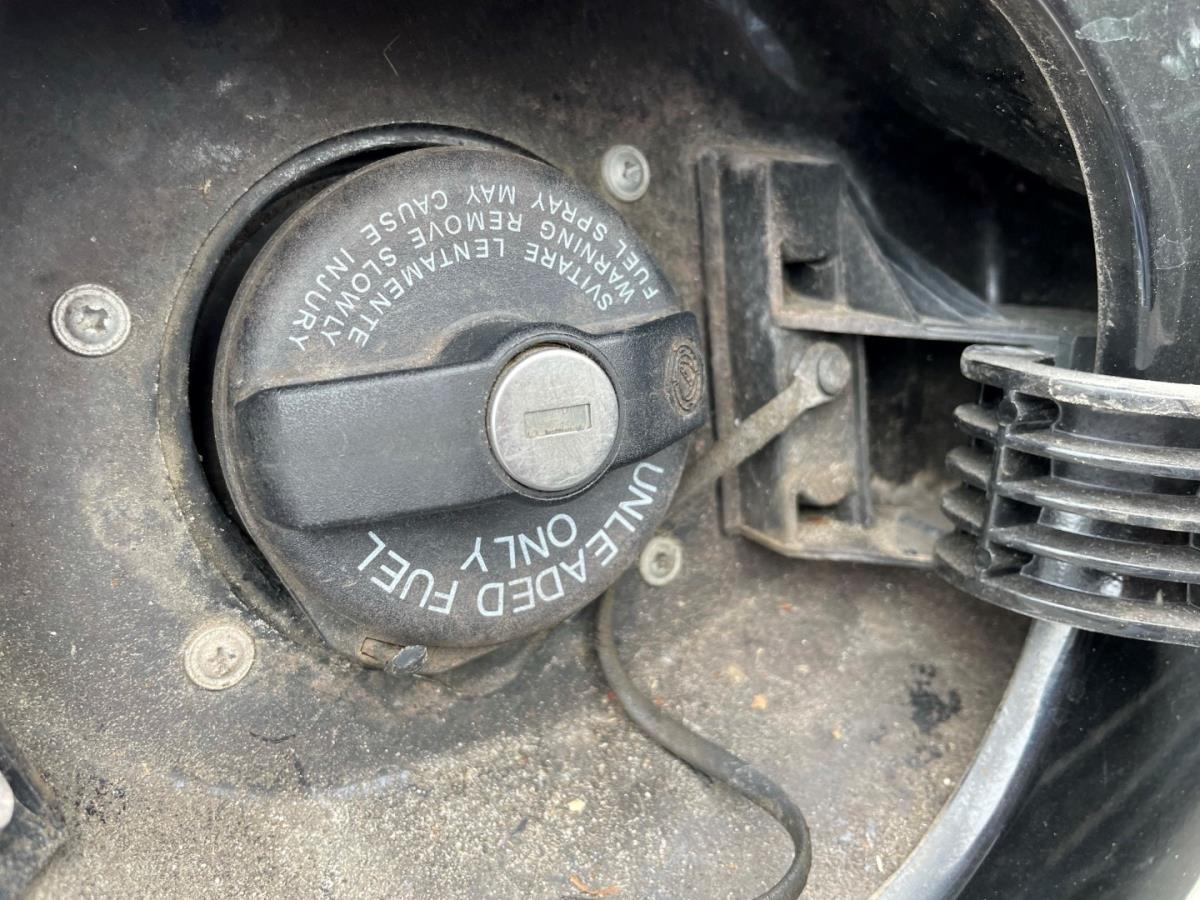 SVITARE LENTAMENTE
WARNING REMOVE SLOWLY
FUEL SPRAY MAY CAUSE INJURY
UNLEADED FUEL
ONLY